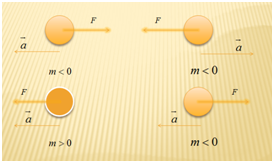 F F
a⃗ a⃗
m < 0 m < 0
F F
a⃗ a⃗
m > 0 m < 0